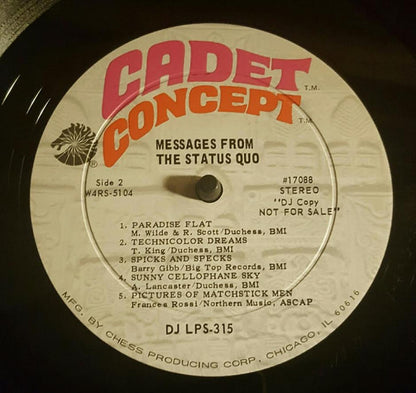 CADET
CONCEPT
T.M.
T.M.
®
MESSAGES FROM
THE STATUS QUO
Side 2
W4RS-5104
#17088
STEREO
"DJ Copy
NOT FOR SALE"
1. PARADISE FLAT
M. Wilde & R. Scott/Duchess, BMI
2. TECHNICOLOR DREAMS
T. King/Duchess, BMI
3. SPICKS AND SPECKS
Barry Gibb/Big Top Records, BMI
4. SUNNY CELLOPHANE SKY
A. Lancaster/Duchess, BMI
5. PICTURES OF MATCHSTICK MEN
Frances Rossi/Northern Music, ASCAP
DJ LPS-315
MFG. BY CHESS PRODUCING CORP. CHICAGO, IL 60616